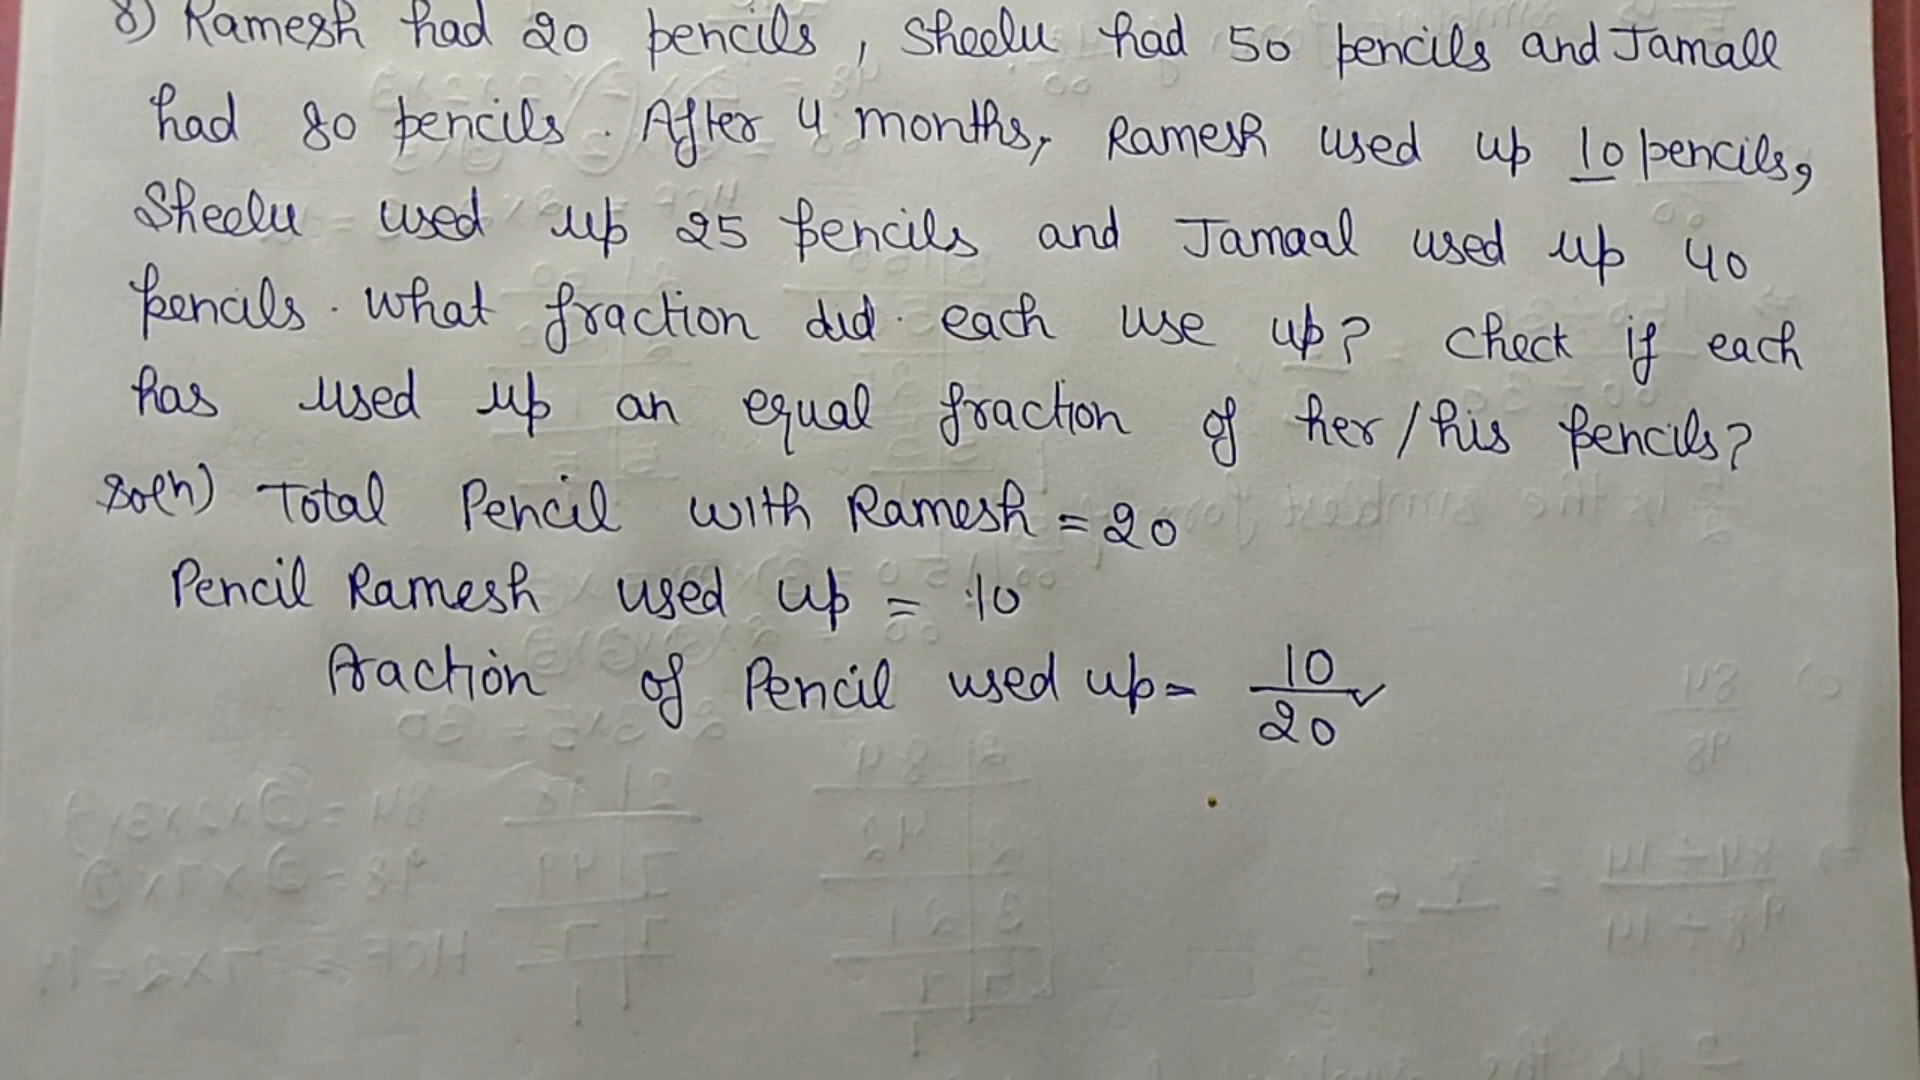 8) Ramesh had 20 pencils, Sheelu had 50 pencils and Jamall
had 80 pencils. After 4 months, Ramesh used up 10 pencils,
Sheelu used up 25 pencils and Jamaal used up 40
pencils. What fraction did each use up? Check if each
has used up an equal fraction of her/his pencils?
Soln) Total Pencil with Ramesh = 20
Pencil Ramesh used up = 10
Fraction of Pencil used up = 10/20